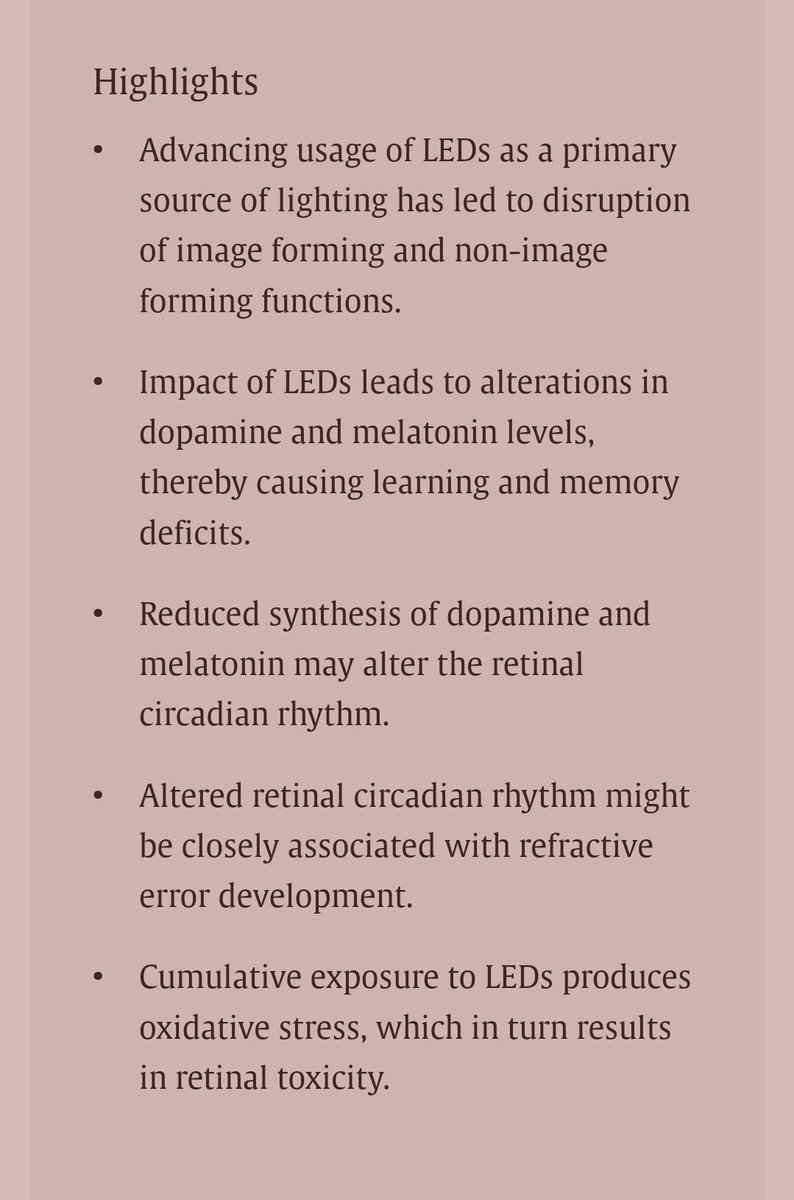 Highlights
• Advancing usage of LEDs as a primary
source of lighting has led to disruption
of image forming and non-image
forming functions.
• Impact of LEDs leads to alterations in
dopamine and melatonin levels,
thereby causing learning and memory
deficits.
• Reduced synthesis of dopamine and
melatonin may alter the retinal
circadian rhythm.
• Altered retinal circadian rhythm might
be closely associated with refractive
error development.
• Cumulative exposure to LEDs produces
oxidative stress, which in turn results
in retinal toxicity.